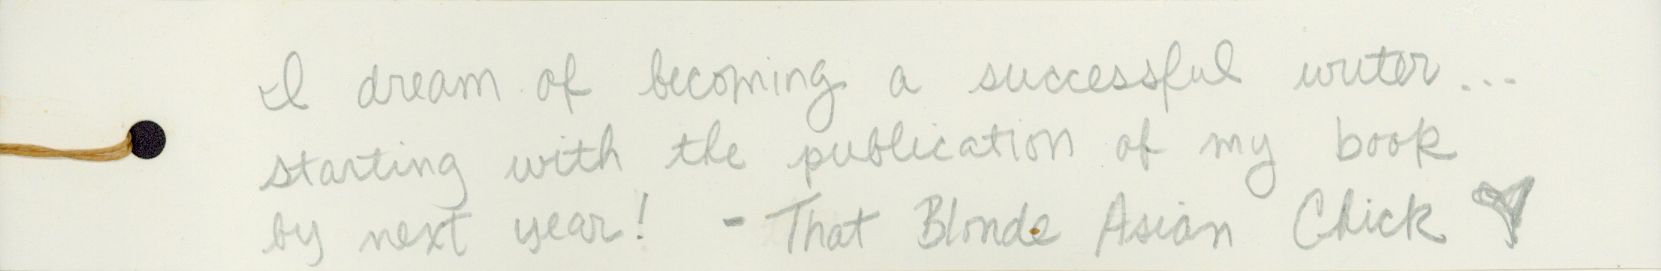 I dream of becoming a successful writer...
starting with the publication of my book
by next year! - That Blonde Asian Chick ♥